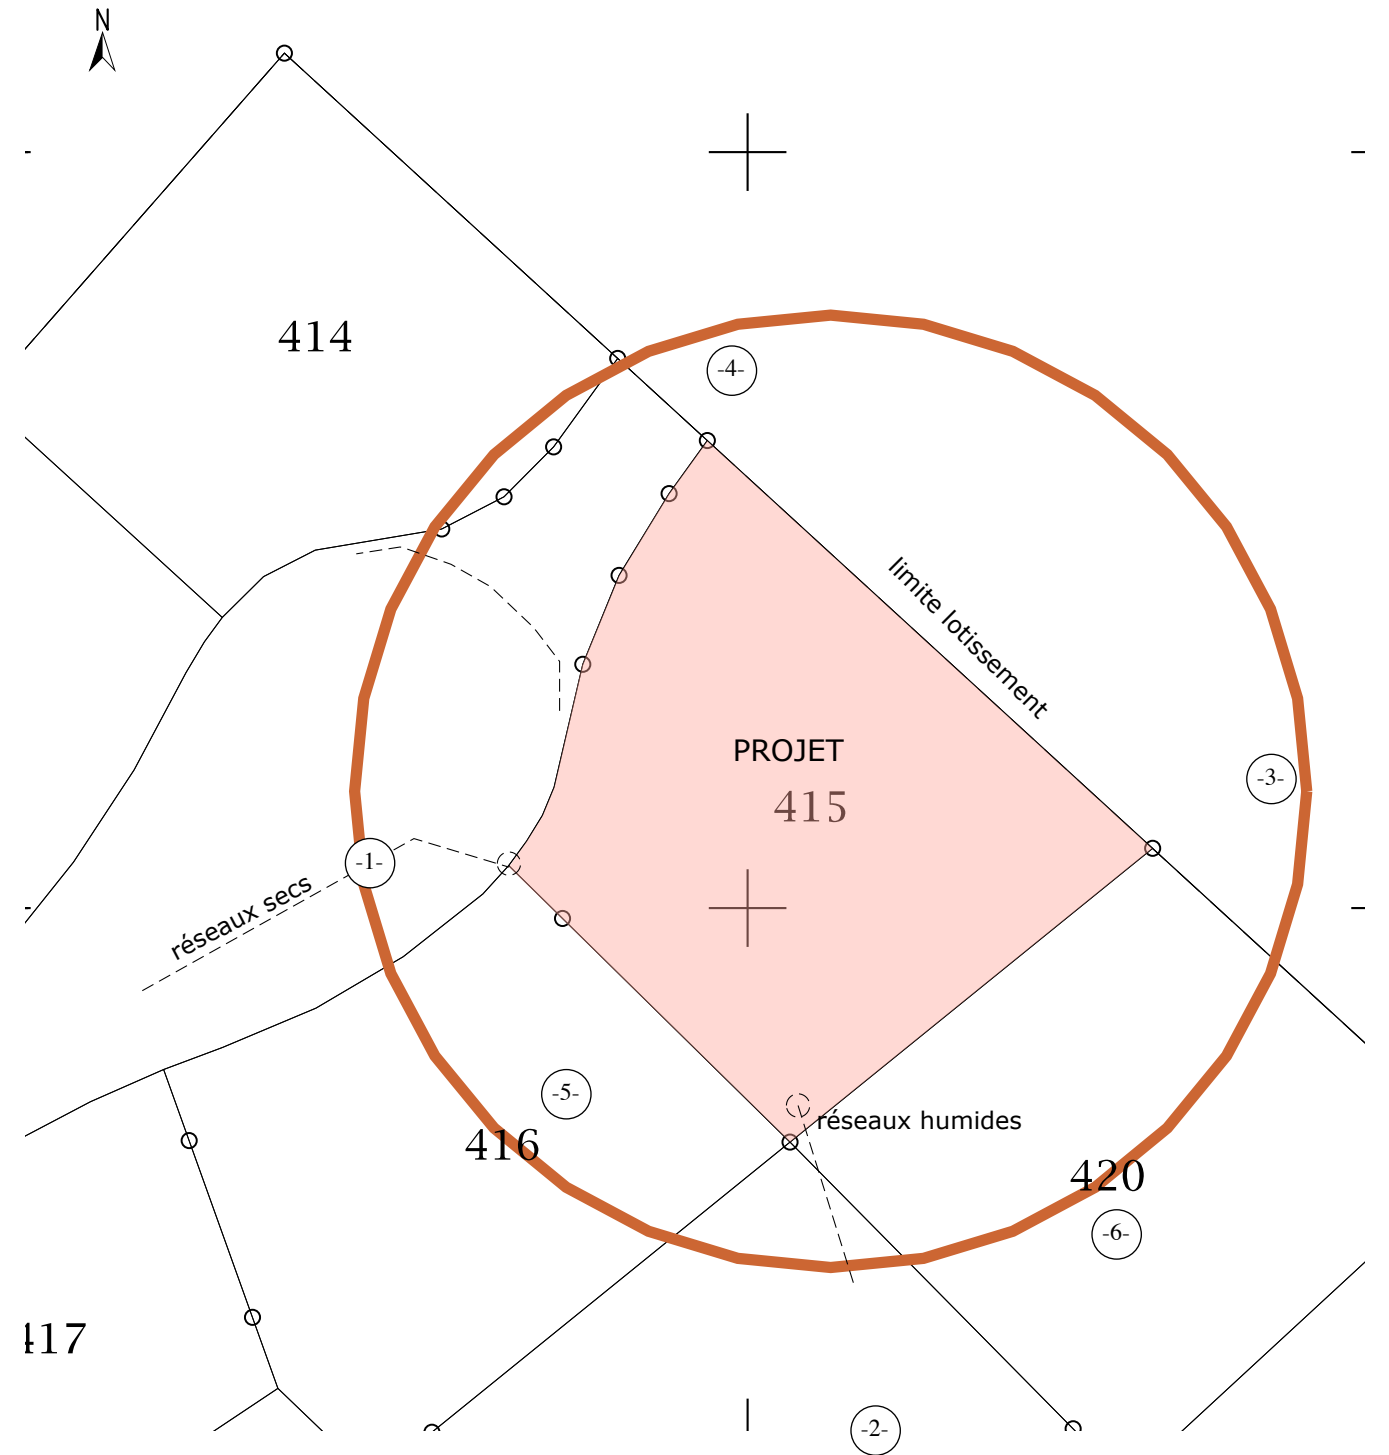 N
414
-4-
limite lotissement
PROJET
415
-3-
-1-
réseaux secs
-5-
réseaux humides
416
420
-6-
417
-2-